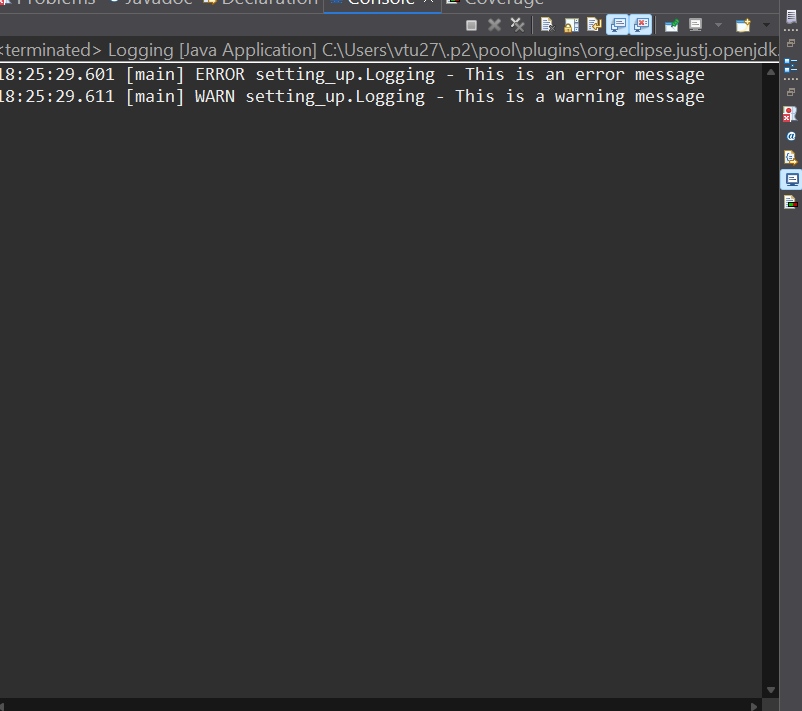 Problems Javadoc Declaration Console Coverage
<terminated> Logging [Java Application] C:\Users\vtu27\.p2\pool\plugins\org.eclipse.justj.openjdk.
18:25:29.601 [main] ERROR setting_up.Logging - This is an error message
18:25:29.611 [main] WARN setting_up.Logging - This is a warning message